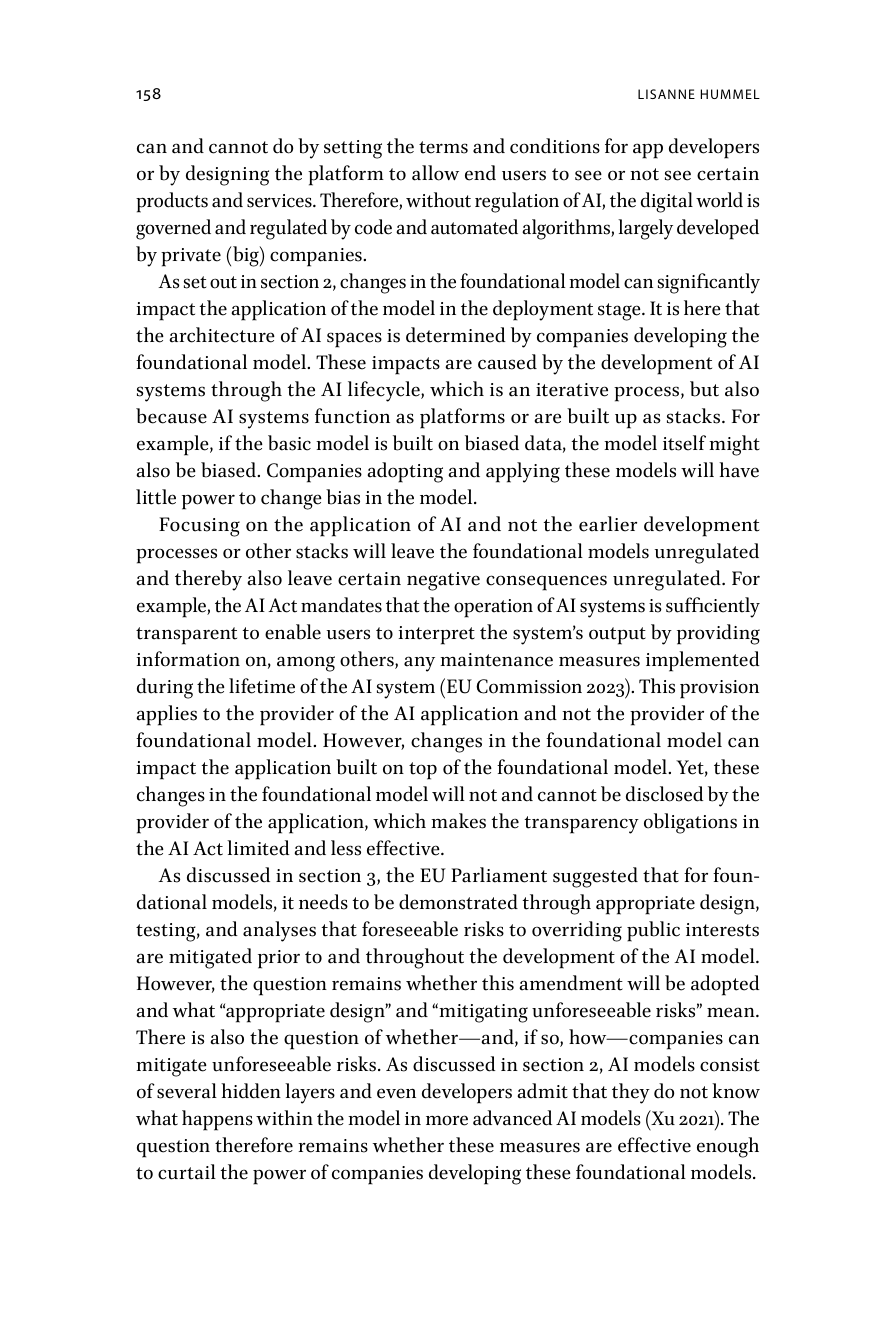 158
LISANNE HUMMEL
can and cannot do by setting the terms and conditions for app developers
or by designing the platform to allow end users to see or not see certain
products and services. Therefore, without regulation of AI, the digital world is
governed and regulated by code and automated algorithms, largely developed
by private (big) companies.
As set out in section 2, changes in the foundational model can significantly
impact the application of the model in the deployment stage. It is here that
the architecture of AI spaces is determined by companies developing the
foundational model. These impacts are caused by the development of AI
systems through the AI lifecycle, which is an iterative process, but also
because AI systems function as platforms or are built up as stacks. For
example, if the basic model is built on biased data, the model itself might
also be biased. Companies adopting and applying these models will have
little power to change bias in the model.
Focusing on the application of AI and not the earlier development
processes or other stacks will leave the foundational models unregulated
and thereby also leave certain negative consequences unregulated. For
example, the AI Act mandates that the operation of AI systems is sufficiently
transparent to enable users to interpret the system’s output by providing
information on, among others, any maintenance measures implemented
during the lifetime of the AI system (EU Commission 2023). This provision
applies to the provider of the AI application and not the provider of the
foundational model. However, changes in the foundational model can
impact the application built on top of the foundational model. Yet, these
changes in the foundational model will not and cannot be disclosed by the
provider of the application, which makes the transparency obligations in
the AI Act limited and less effective.
As discussed in section 3, the EU Parliament suggested that for foun-
dational models, it needs to be demonstrated through appropriate design,
testing, and analyses that foreseeable risks to overriding public interests
are mitigated prior to and throughout the development of the AI model.
However, the question remains whether this amendment will be adopted
and what “appropriate design” and “mitigating unforeseeable risks” mean.
There is also the question of whether—and, if so, how—companies can
mitigate unforeseeable risks. As discussed in section 2, AI models consist
of several hidden layers and even developers admit that they do not know
what happens within the model in more advanced AI models (Xu 2021). The
question therefore remains whether these measures are effective enough
to curtail the power of companies developing these foundational models.